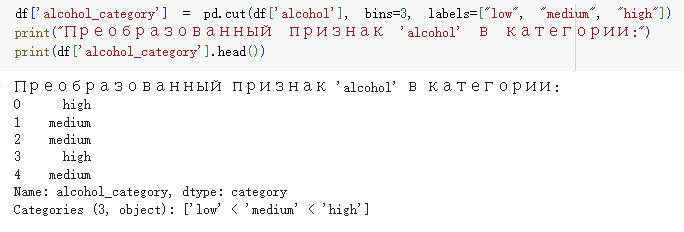 df['alcohol_category'] = pd.cut(df['alcohol'], bins=3, labels=["low", "medium", "high"])
print("Преобразованный признак 'alcohol' в категории:")
print(df['alcohol_category'].head())
Преобразованный признак 'alcohol' в категории:
0 high
1 medium
2 medium
3 high
4 medium
Name: alcohol_category, dtype: category
Categories (3, object): ['low' < 'medium' < 'high']